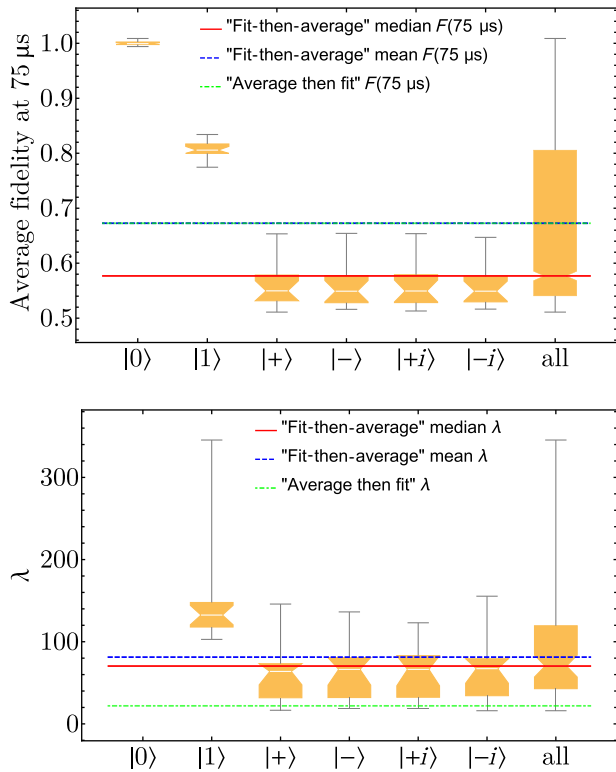 "Fit-then-average" median F(75 μs)
"Fit-then-average" mean F(75 μs)
"Average then fit" F(75 μs)
Average fidelity at 75 μs
1.0
0.9
0.8
0.7
0.6
0.5
|0⟩ |1⟩ |+⟩ |−⟩ |+i⟩ |−i⟩ all
"Fit-then-average" median λ
"Fit-then-average" mean λ
"Average then fit" λ
λ
300
200
100
0
|0⟩ |1⟩ |+⟩ |−⟩ |+i⟩ |−i⟩ all